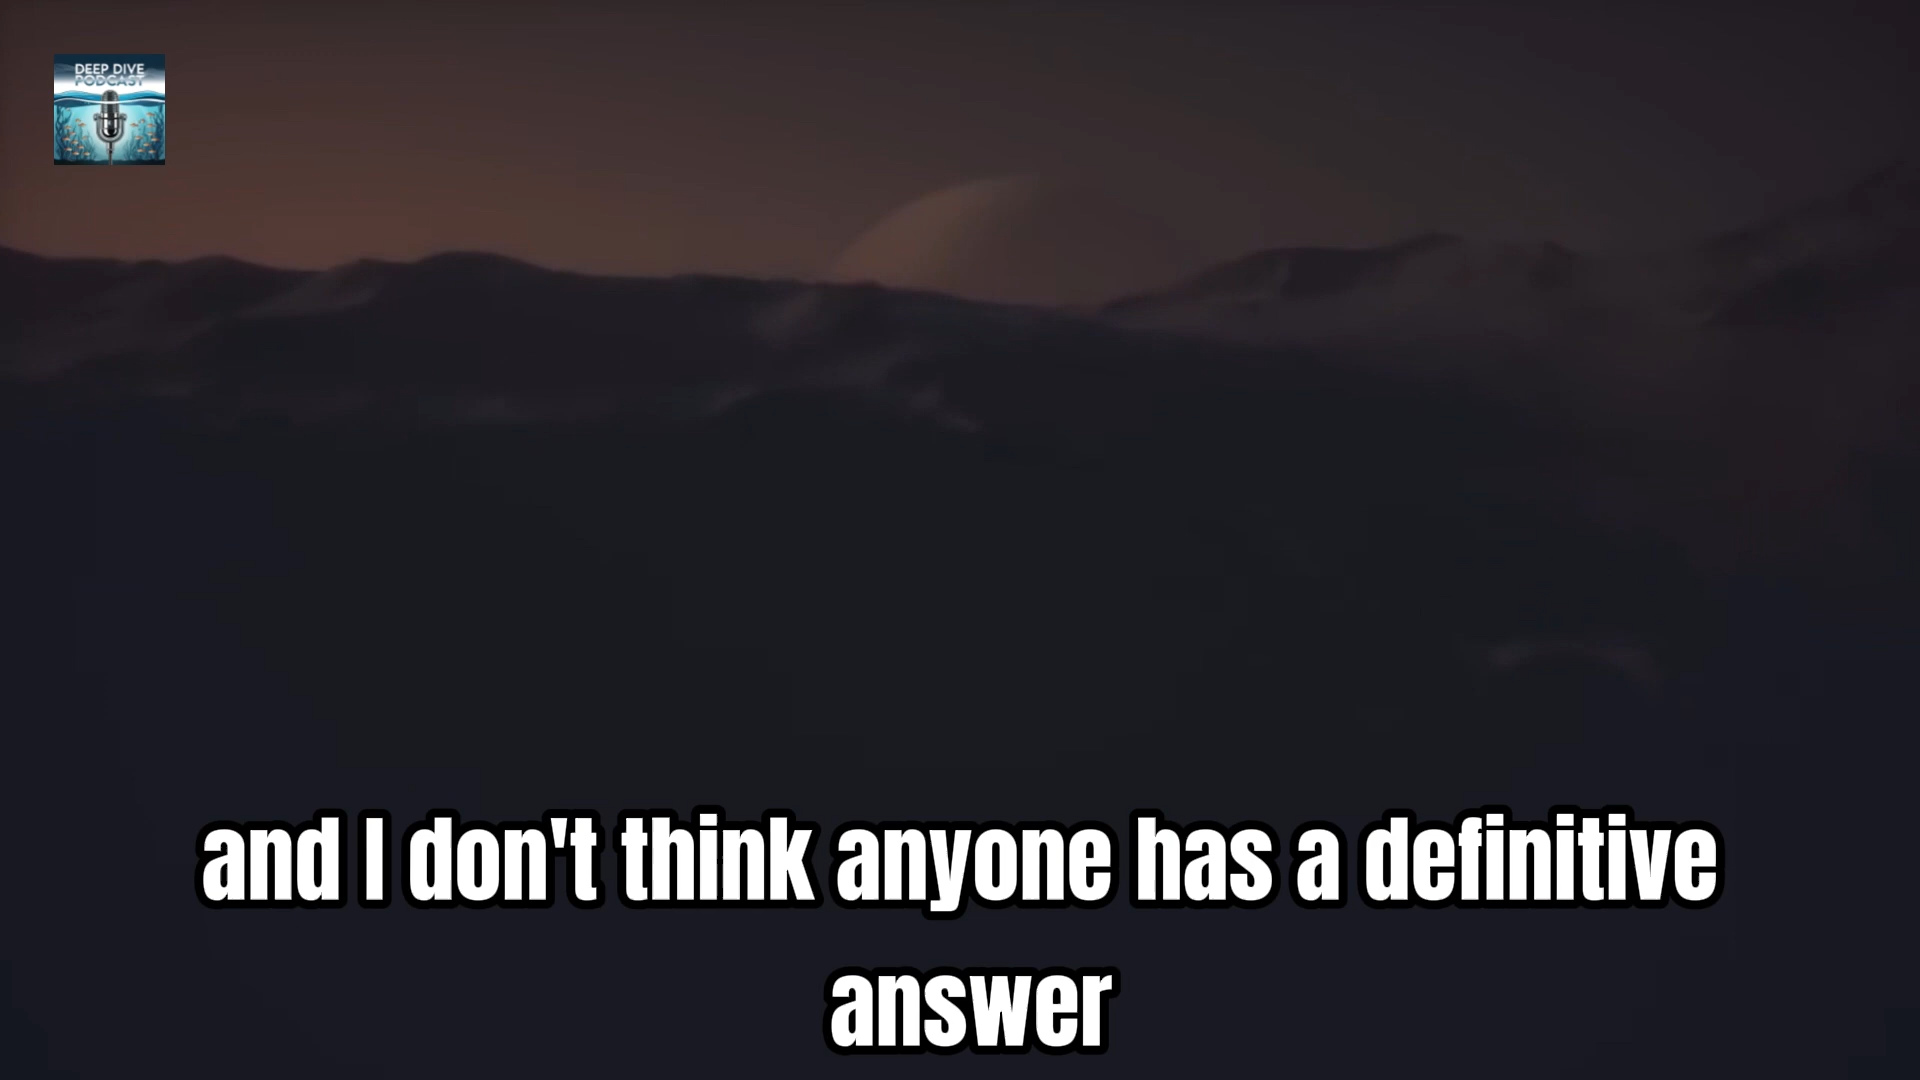 DEEP DIVE
PODCAST
and I don't think anyone has a definitive
answer